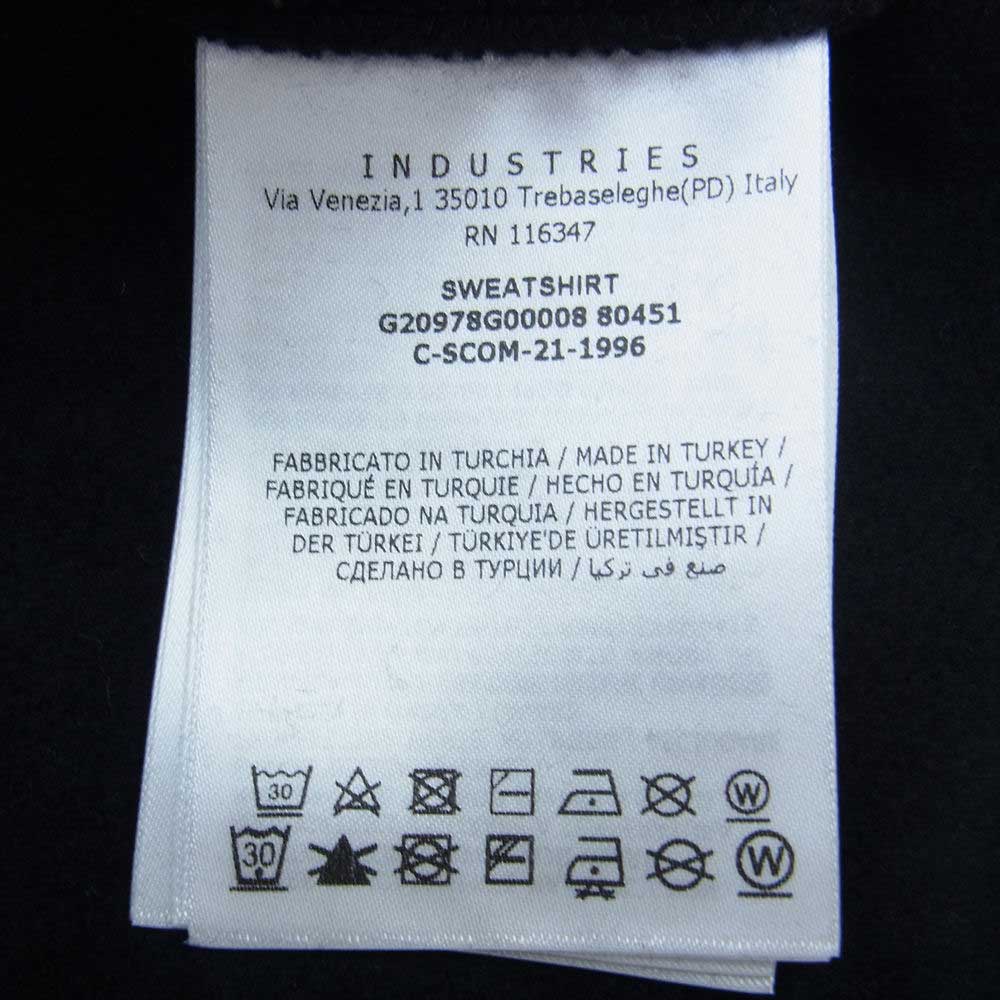 INDUSTRIES
Via Venezia,1 35010 Trebaseleghe(PD) Italy
RN 116347
SWEATSHIRT
G20978G00008 80451
C-SCOM-21-1996
FABBRICATO IN TURCHIA / MADE IN TURKEY /
FABRIQUÉ EN TURQUIE / HECHO EN TURQUÍA /
FABRICADO NA TURQUIA / HERGESTELLT IN
DER TÜRKEI / TÜRKIYE'DE ÜRETILMIŞTIR /
СДЕЛАНО В ТУРЦИИ / صنع في تركيا
30 W
30 W